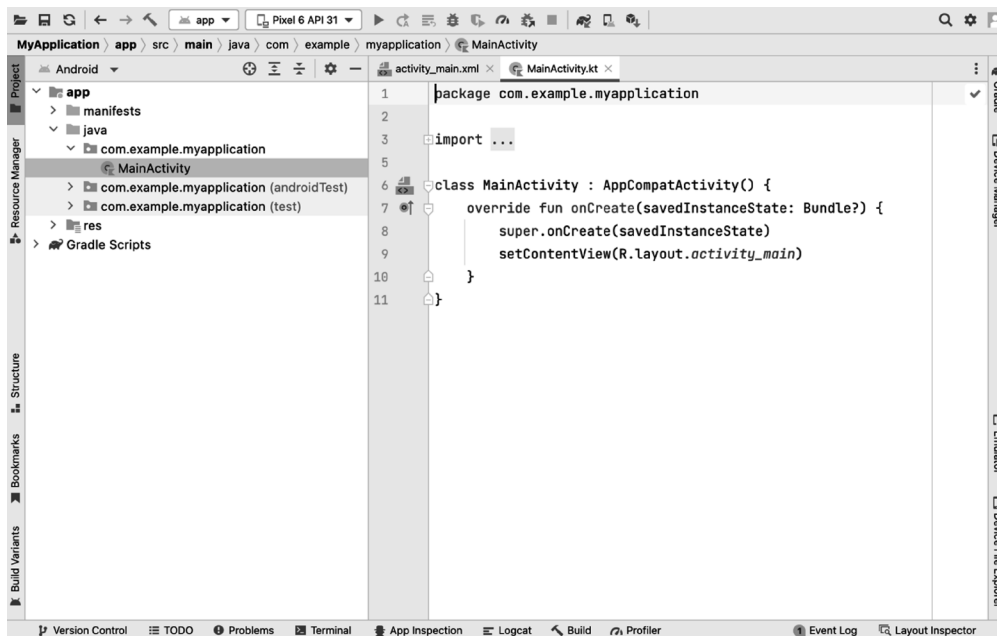 app Pixel 6 API 31
MyApplication app src main java com example myapplication MainActivity
Project
Resource Manager
Structure
Bookmarks
Build Variants
Android
app
manifests
java
com.example.myapplication
MainActivity
com.example.myapplication (androidTest)
com.example.myapplication (test)
res
Gradle Scripts
activity_main.xml MainActivity.kt
1 package com.example.myapplication
2
3 import ...
5
6 class MainActivity : AppCompatActivity() {
7 override fun onCreate(savedInstanceState: Bundle?) {
8 super.onCreate(savedInstanceState)
9 setContentView(R.layout.activity_main)
10 }
11 }
Version Control TODO Problems Terminal App Inspection Logcat Build Profiler 1 Event Log Layout Inspector